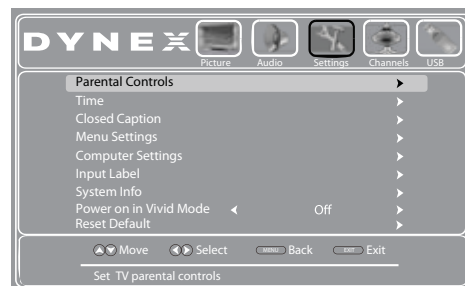 DYNEX
Picture Audio Settings Channels USB
Parental Controls
Time
Closed Caption
Menu Settings
Computer Settings
Input Label
System Info
Power on in Vivid Mode Off
Reset Default
Move Select MENU Back EXIT Exit
Set TV parental controls